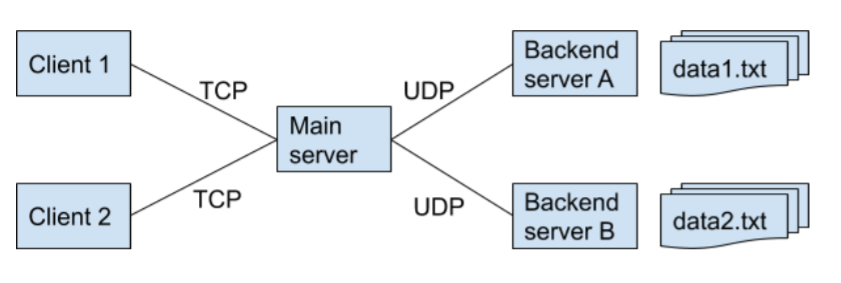 Client 1
TCP
Main
server
UDP
Backend
server A
data1.txt
Client 2
TCP
UDP
Backend
server B
data2.txt